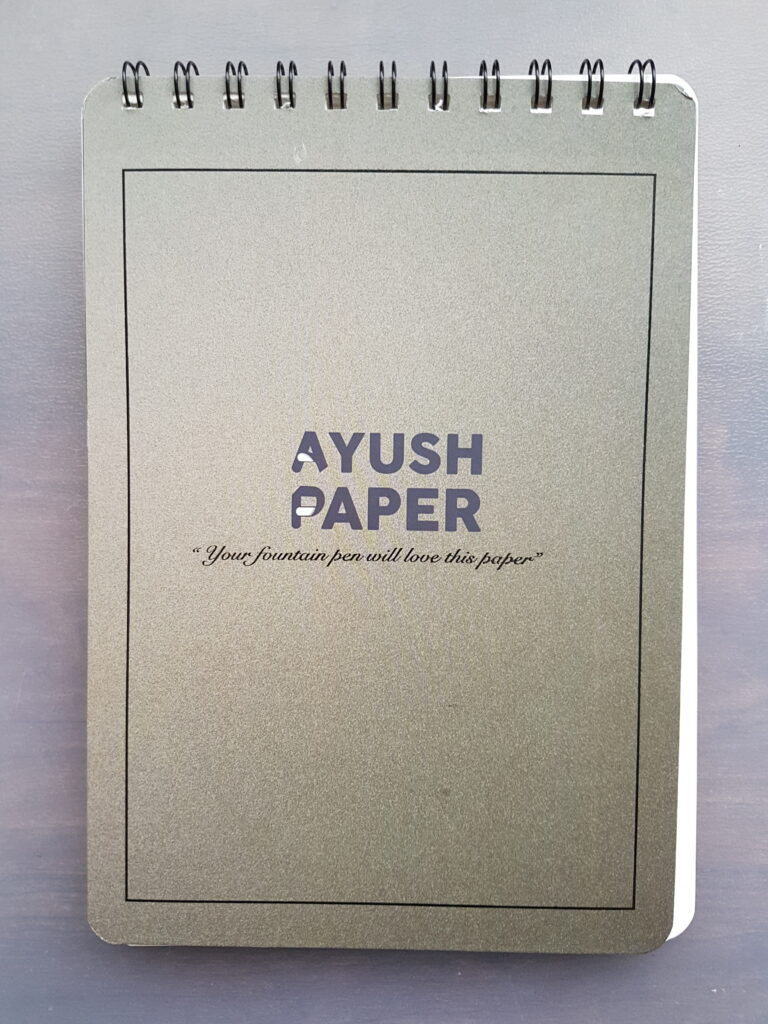 AYUSH
PAPER
“ Your fountain pen will love this paper”